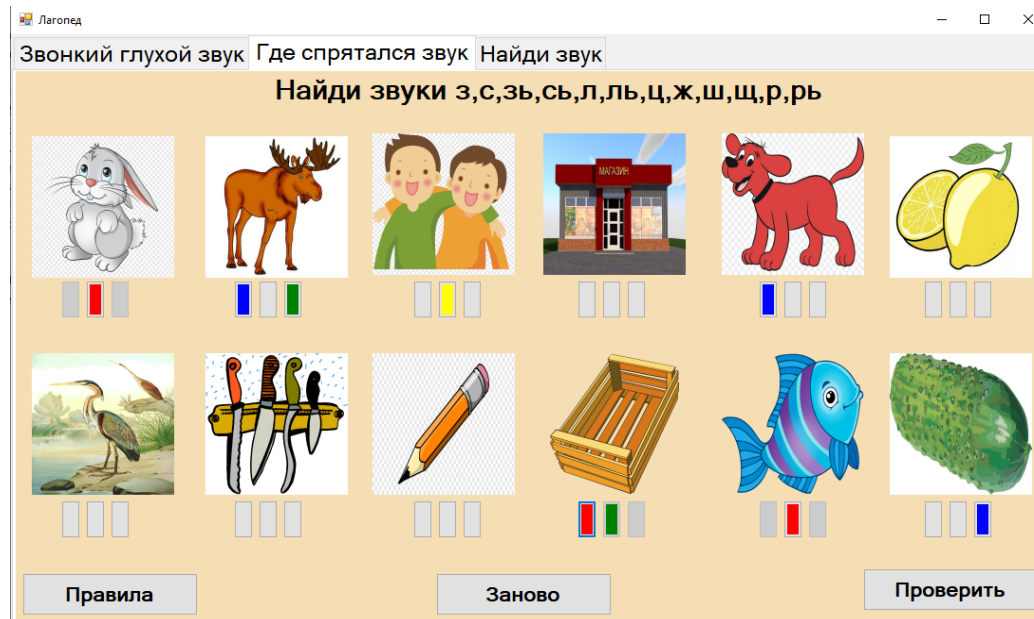 Лагопед
Звонкий глухой звук Где спрятался звук Найди звук
Найди звуки з,с,зь,сь,л,ль,ц,ж,ш,щ,р,рь
МАГАЗИН
Правила Заново Проверить